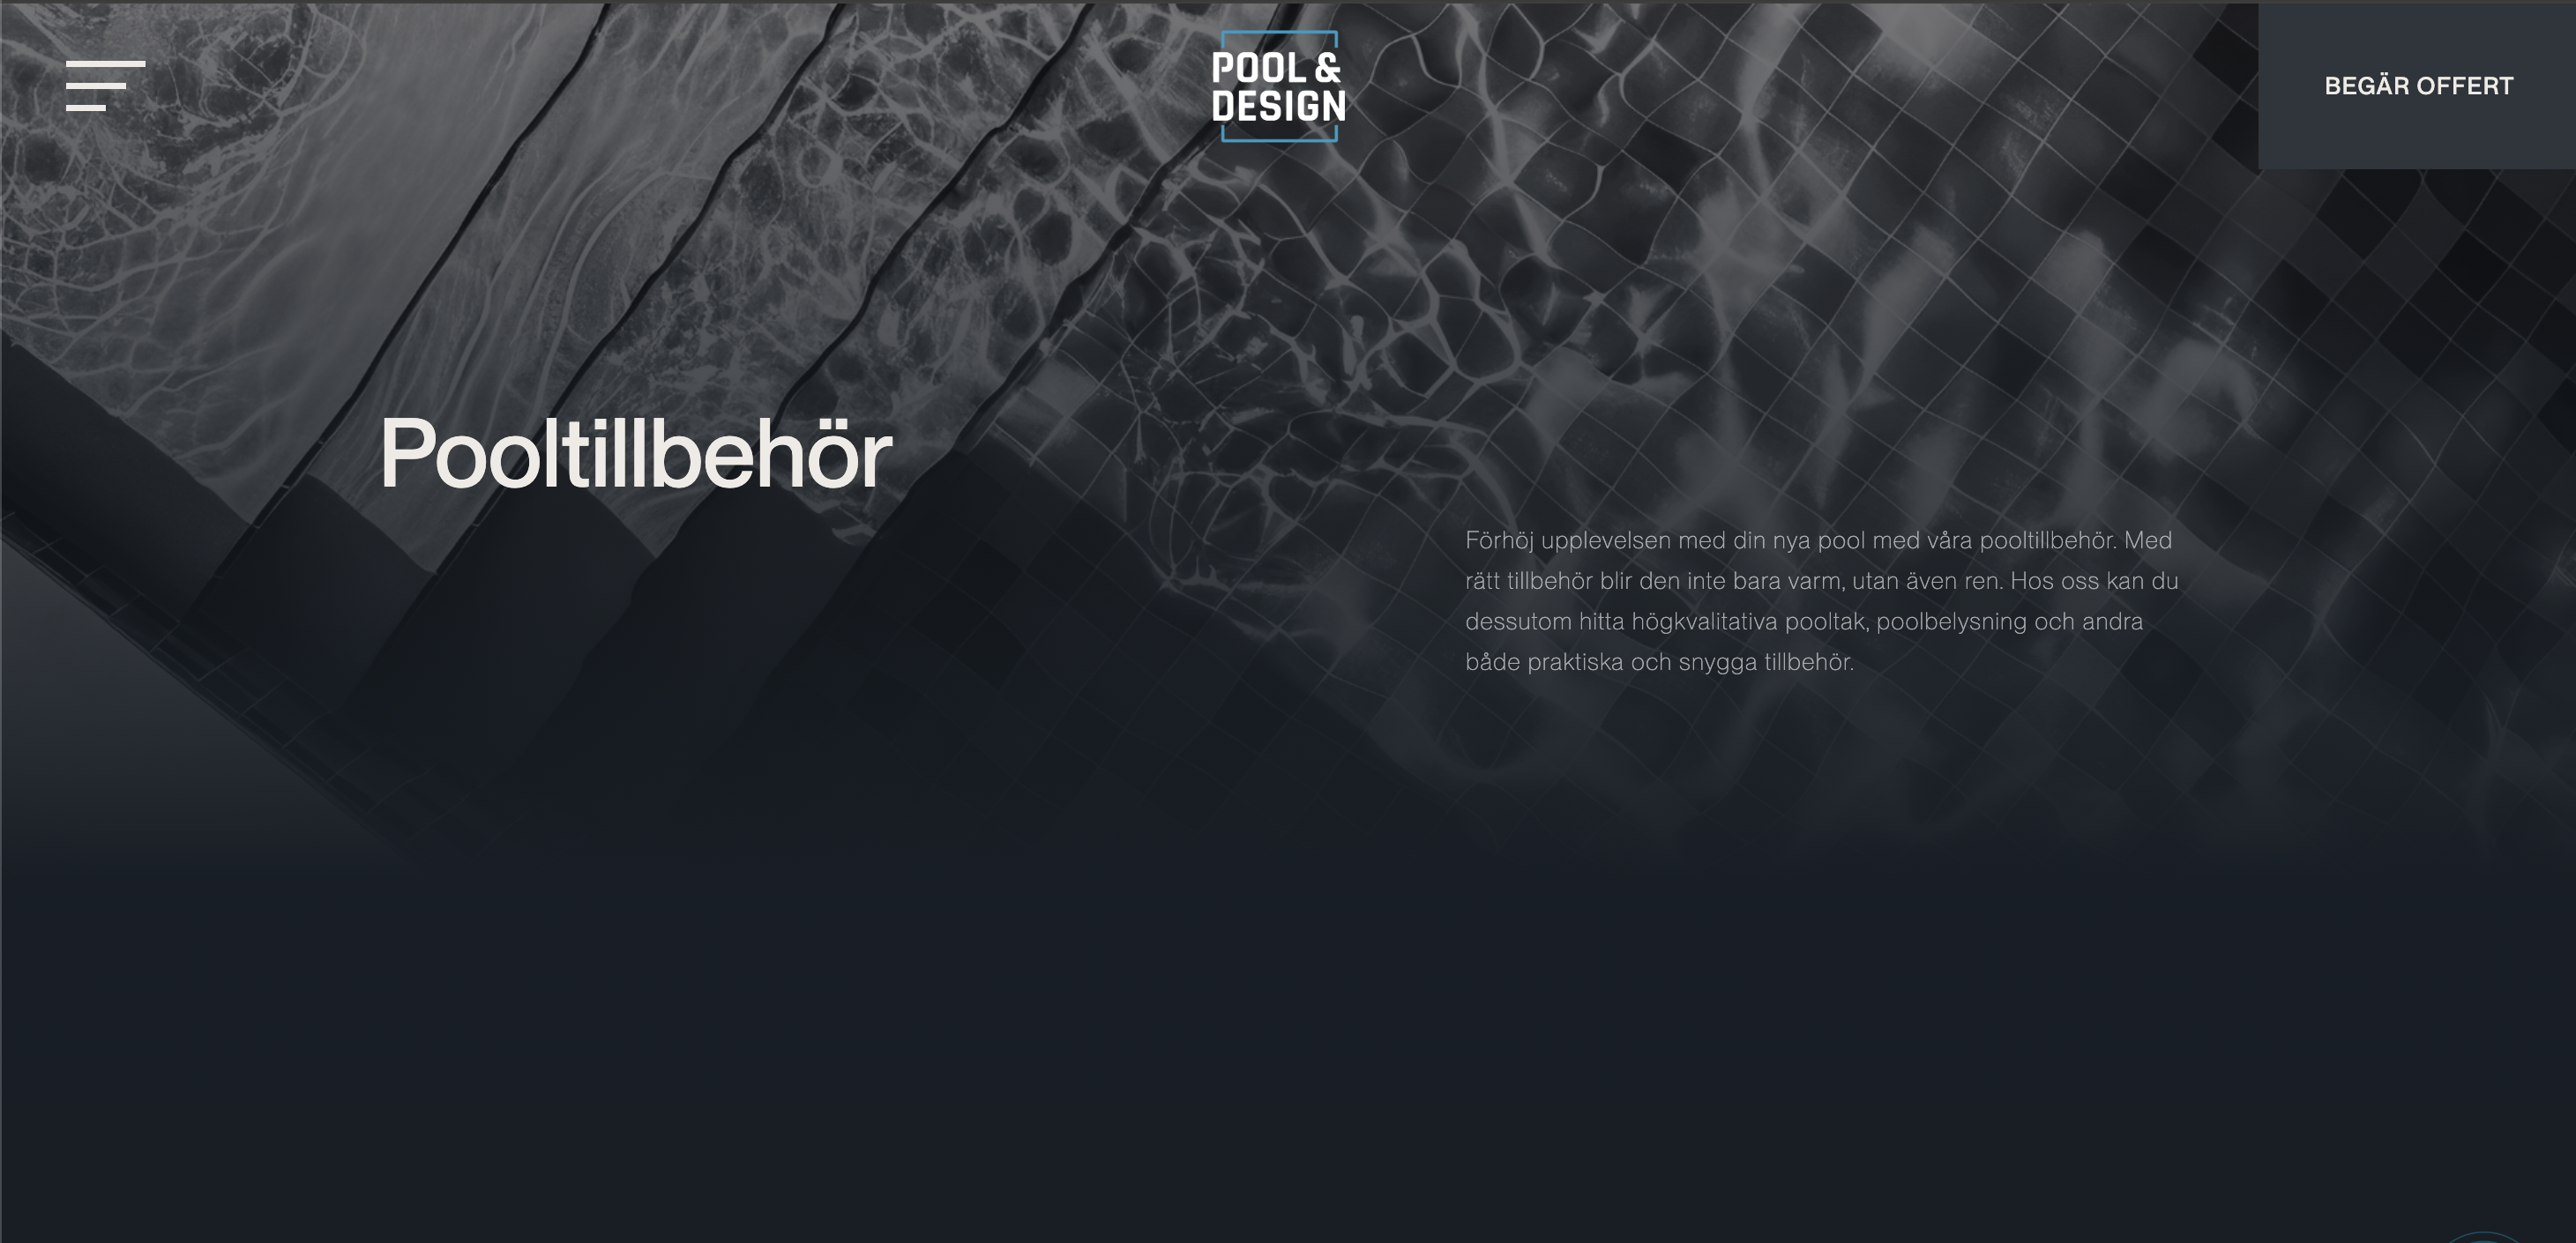 POOL &
DESIGN
BEGÄR OFFERT
Pooltillbehör
Förhöj upplevelsen med din nya pool med våra pooltillbehör. Med
rätt tillbehör blir den inte bara varm, utan även ren. Hos oss kan du
dessutom hitta högkvalitativa pooltak, poolbelysning och andra
både praktiska och snygga tillbehör.